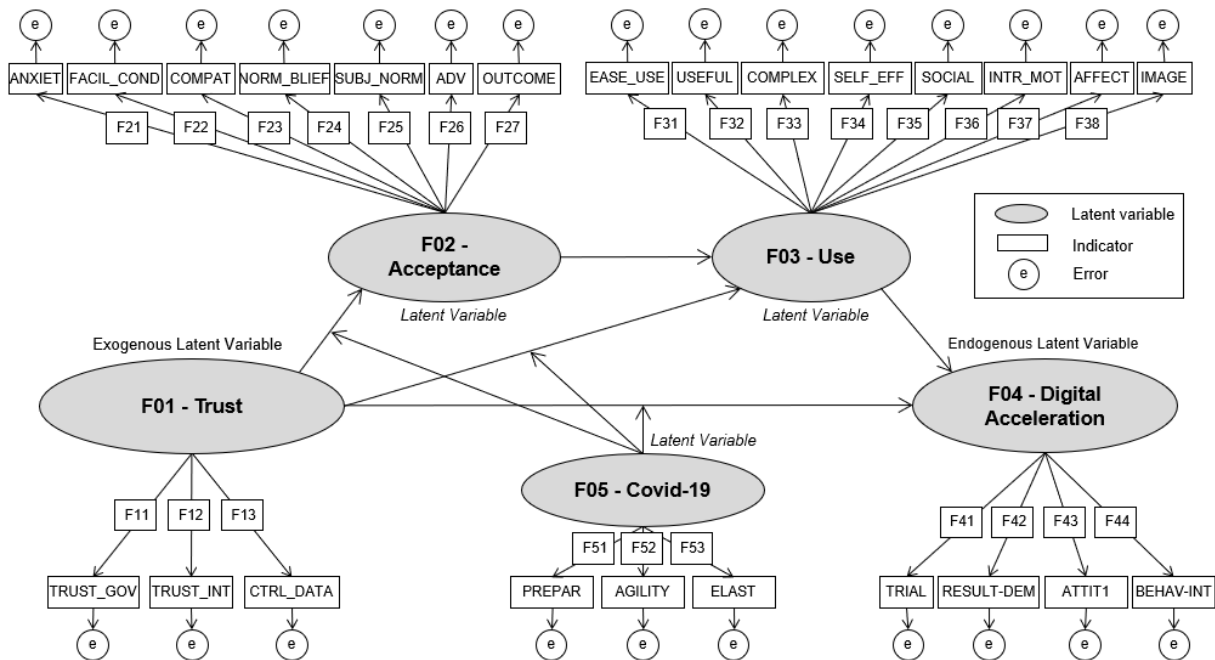 e e e e e e e e e e e e e e e
ANXIET FACIL_COND COMPAT NORM_BLIEF SUBJ_NORM ADV OUTCOME EASE_USE USEFUL COMPLEX SELF_EFF SOCIAL INTR_MOT AFFECT IMAGE
F21 F22 F23 F24 F25 F26 F27 F31 F32 F33 F34 F35 F36 F37 F38
Latent variable
Indicator
e Error
F02 -
Acceptance
F03 - Use
Latent Variable
Latent Variable
Exogenous Latent Variable
Endogenous Latent Variable
F01 - Trust
F04 - Digital
Acceleration
Latent Variable
F05 - Covid-19
F11 F12 F13
F51 F52 F53
F41 F42 F43 F44
TRUST_GOV TRUST_INT CTRL_DATA PREPAR AGILITY ELAST TRIAL RESULT-DEM ATTIT1 BEHAV-INT
e e e e e e e e e e